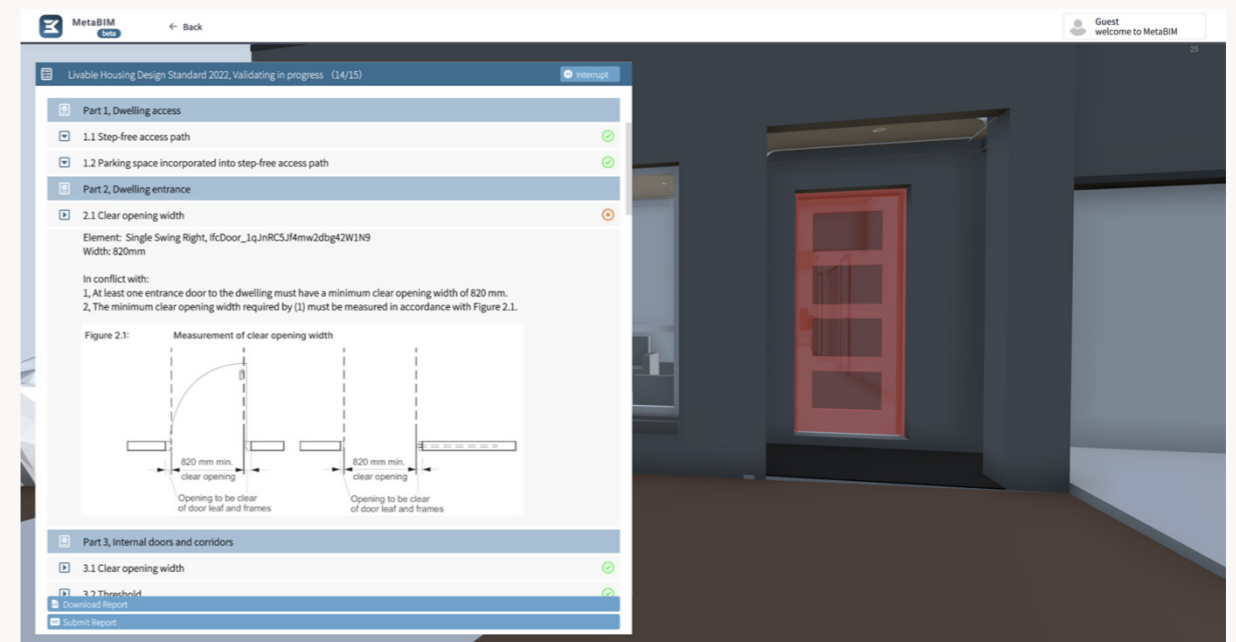 MetaBIM
beta
← Back
Guest
welcome to MetaBIM
25
Livable Housing Design Standard 2022, Validating in progress (14/15)
Interrupt
Part 1, Dwelling access
1.1 Step-free access path
1.2 Parking space incorporated into step-free access path
Part 2, Dwelling entrance
2.1 Clear opening width
Element: Single Swing Right, IfcDoor_1qJnRC5Jf4mw2dbg42W1N9
Width: 820mm
In conflict with:
1, At least one entrance door to the dwelling must have a minimum clear opening width of 820 mm.
2, The minimum clear opening width required by (1) must be measured in accordance with Figure 2.1.
Figure 2.1: Measurement of clear opening width
820 mm min.
clear opening
Opening to be clear
of door leaf and frames
820 mm min.
clear opening
Opening to be clear
of door leaf and frames
Part 3, Internal doors and corridors
3.1 Clear opening width
3.2 Threshold
Download Report
Submit Report